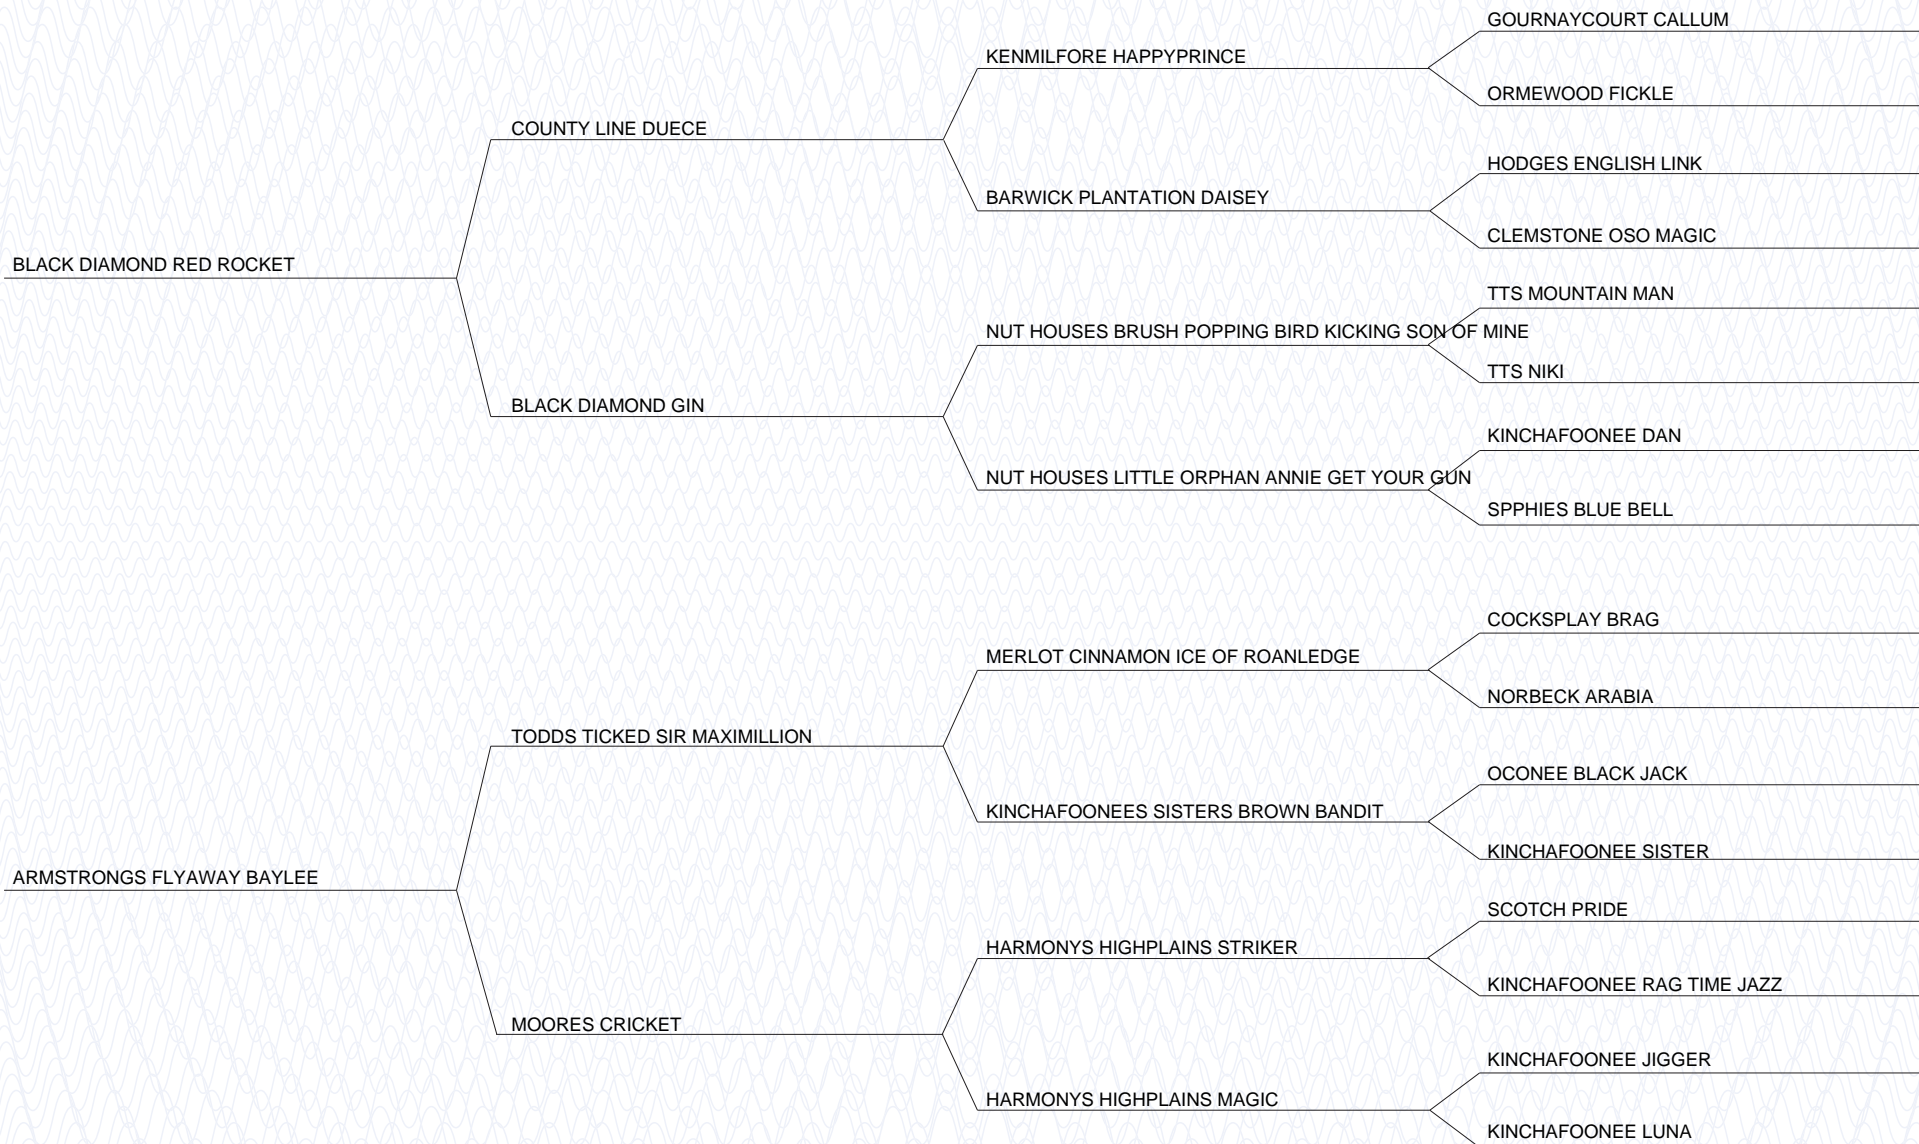 GOURNAYCOURT CALLUM
KENMILFORE HAPPYPRINCE
ORMEWOOD FICKLE
COUNTY LINE DUECE
HODGES ENGLISH LINK
BARWICK PLANTATION DAISEY
CLEMSTONE OSO MAGIC
BLACK DIAMOND RED ROCKET
TTS MOUNTAIN MAN
NUT HOUSES BRUSH POPPING BIRD KICKING SON OF MINE
TTS NIKI
BLACK DIAMOND GIN
KINCHAFOONEE DAN
NUT HOUSES LITTLE ORPHAN ANNIE GET YOUR GUN
SPPHIES BLUE BELL
COCKSPLAY BRAG
MERLOT CINNAMON ICE OF ROANLEDGE
NORBECK ARABIA
TODDS TICKED SIR MAXIMILLION
OCONEE BLACK JACK
KINCHAFOONEES SISTERS BROWN BANDIT
KINCHAFOONEE SISTER
ARMSTRONGS FLYAWAY BAYLEE
SCOTCH PRIDE
HARMONYS HIGHPLAINS STRIKER
KINCHAFOONEE RAG TIME JAZZ
MOORES CRICKET
KINCHAFOONEE JIGGER
HARMONYS HIGHPLAINS MAGIC
KINCHAFOONEE LUNA